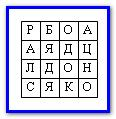 Р Б О А
А Я Д Ц
Л Д О Н
С Я К О